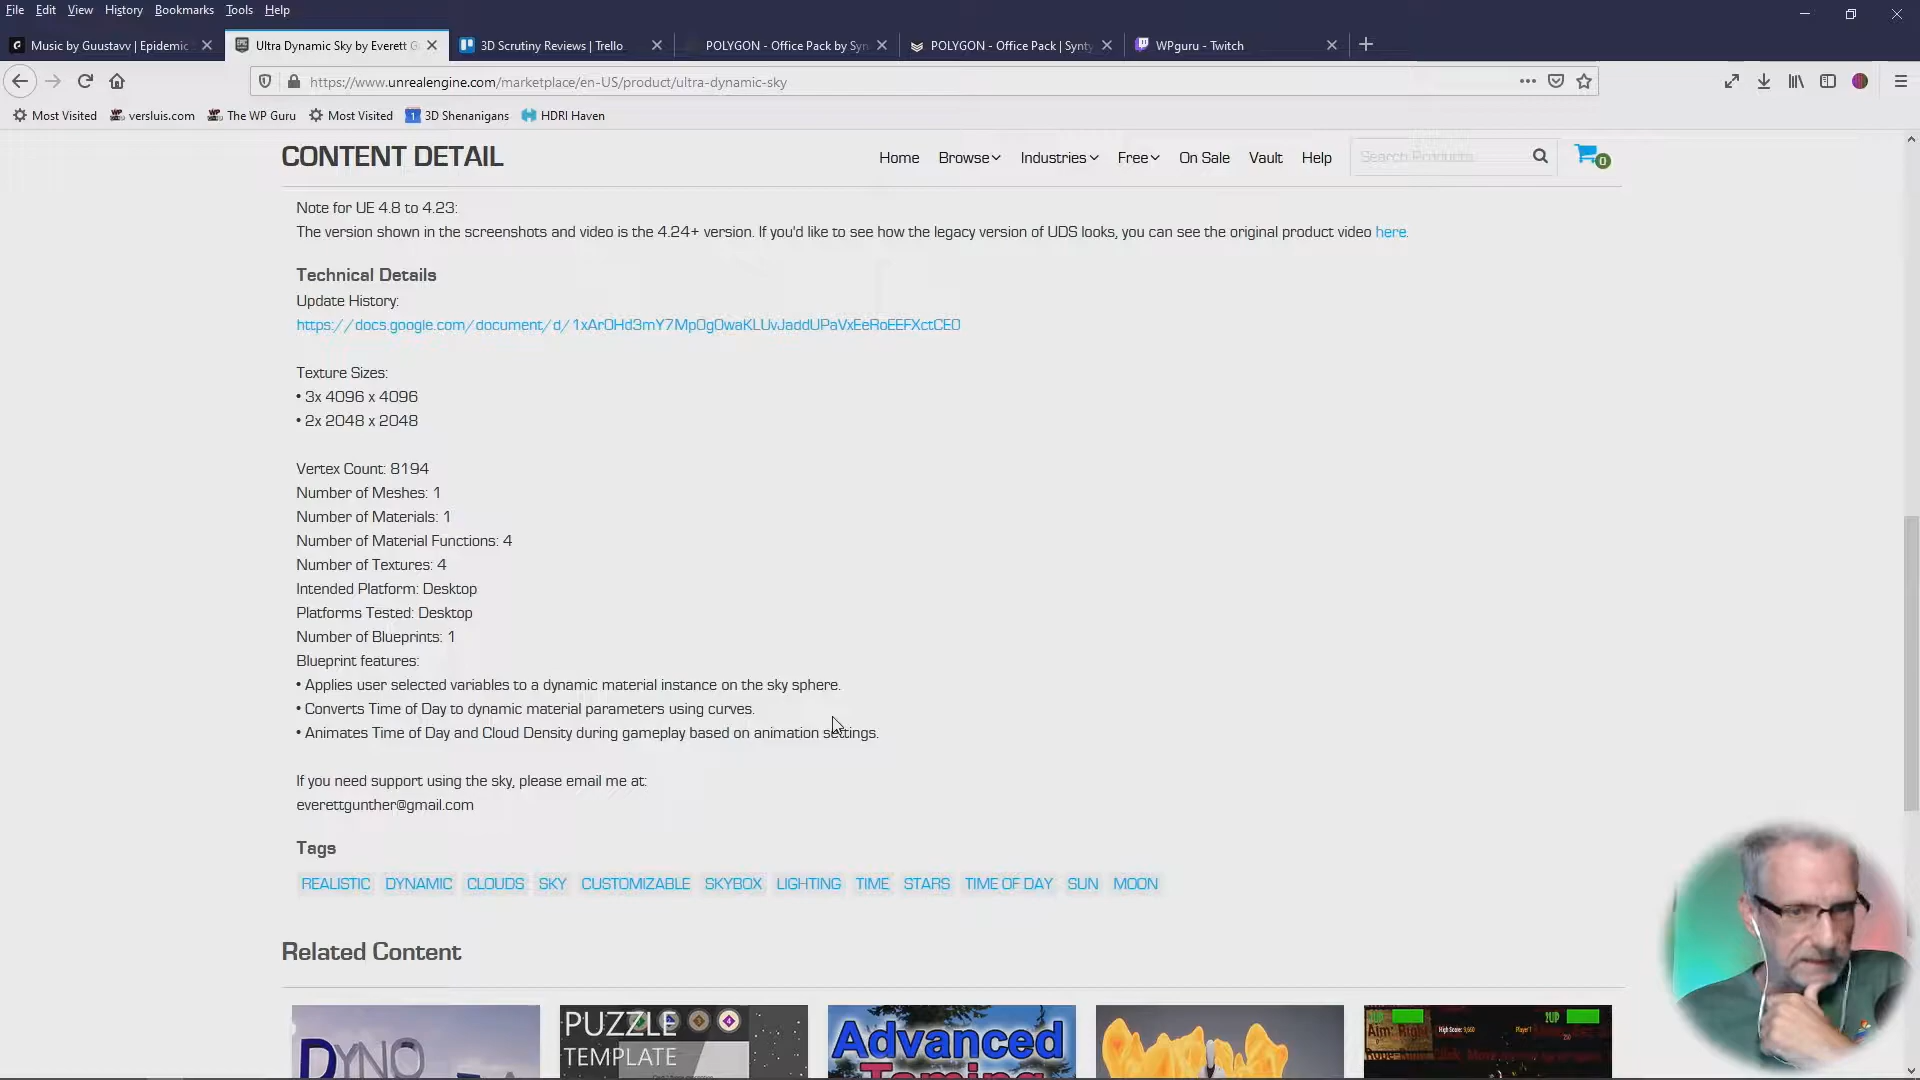 File Edit View History Bookmarks Tools Help
Music by Guustavv | Epidemic
Ultra Dynamic Sky by Everett G
3D Scrutiny Reviews | Trello
POLYGON - Office Pack by Syn
POLYGON - Office Pack | Synty
WPguru - Twitch
https://www.unrealengine.com/marketplace/en-US/product/ultra-dynamic-sky
Most Visited versluis.com The WP Guru Most Visited 3D Shenanigans HDRI Haven
CONTENT DETAIL
Home Browse Industries Free On Sale Vault Help Search Products... 0
Note for UE 4.8 to 4.23:
The version shown in the screenshots and video is the 4.24+ version. If you'd like to see how the legacy version of UDS looks, you can see the original product video here.
Technical Details
Update History:
https://docs.google.com/document/d/1xArOHd3mY7MpOgOwaKLUvJaddUPaVxEeRoEEFXctCEO
Texture Sizes:
• 3x 4096 x 4096
• 2x 2048 x 2048
Vertex Count: 8194
Number of Meshes: 1
Number of Materials: 1
Number of Material Functions: 4
Number of Textures: 4
Intended Platform: Desktop
Platforms Tested: Desktop
Number of Blueprints: 1
Blueprint features:
• Applies user selected variables to a dynamic material instance on the sky sphere.
• Converts Time of Day to dynamic material parameters using curves.
• Animates Time of Day and Cloud Density during gameplay based on animation settings.
If you need support using the sky, please email me at:
everettgunther@gmail.com
Tags
REALISTIC DYNAMIC CLOUDS SKY CUSTOMIZABLE SKYBOX LIGHTING TIME STARS TIME OF DAY SUN MOON
Related Content
DYNO
PUZZLE
TEMPLATE
Advanced
Taming